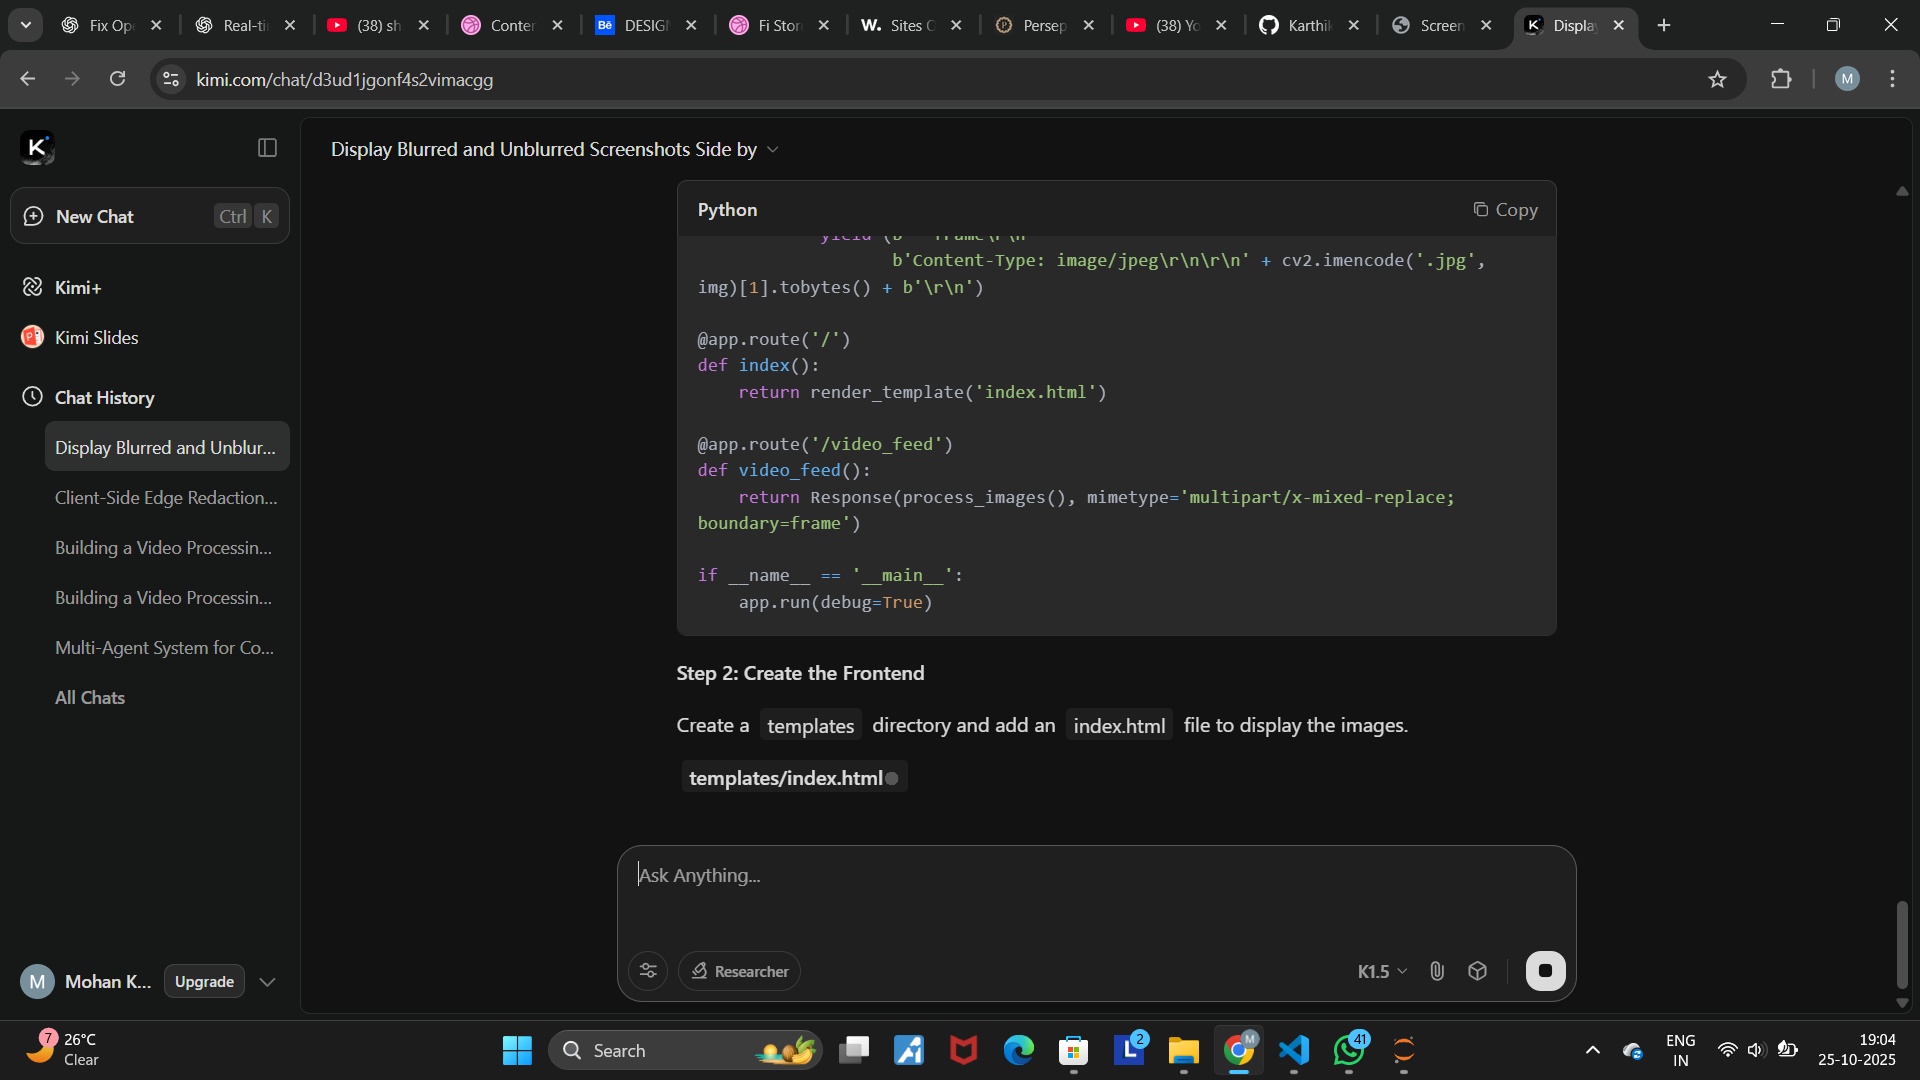 Fix Op
Real-ti
(38) sh
Conter
Bē
DESIG
Fi Stor
W.
Sites C
Persep
(38) Yo
Karthik
Screen
Displa
kimi.com/chat/d3ud1jgonf4s2vimacgg
M
K
New Chat
Ctrl K
Kimi+
Kimi Slides
Chat History
Display Blurred and Unblur...
Client-Side Edge Redaction...
Building a Video Processin...
Building a Video Processin...
Multi-Agent System for Co...
All Chats
M
Mohan K...
Upgrade
Display Blurred and Unblurred Screenshots Side by
Python
Copy
b'Content-Type: image/jpeg\r\n\r\n' + cv2.imencode('.jpg',
img)[1].tobytes() + b'\r\n')
@app.route('/')
def index():
return render_template('index.html')
@app.route('/video_feed')
def video_feed():
return Response(process_images(), mimetype='multipart/x-mixed-replace;
boundary=frame')
if __name__ == '__main__':
app.run(debug=True)
Step 2: Create the Frontend
Create a templates directory and add an index.html file to display the images.
templates/index.html
Ask Anything...
Researcher
K1.5
7
26°C
Clear
Search
L
2
M
41
ENG
IN
19:04
25-10-2025